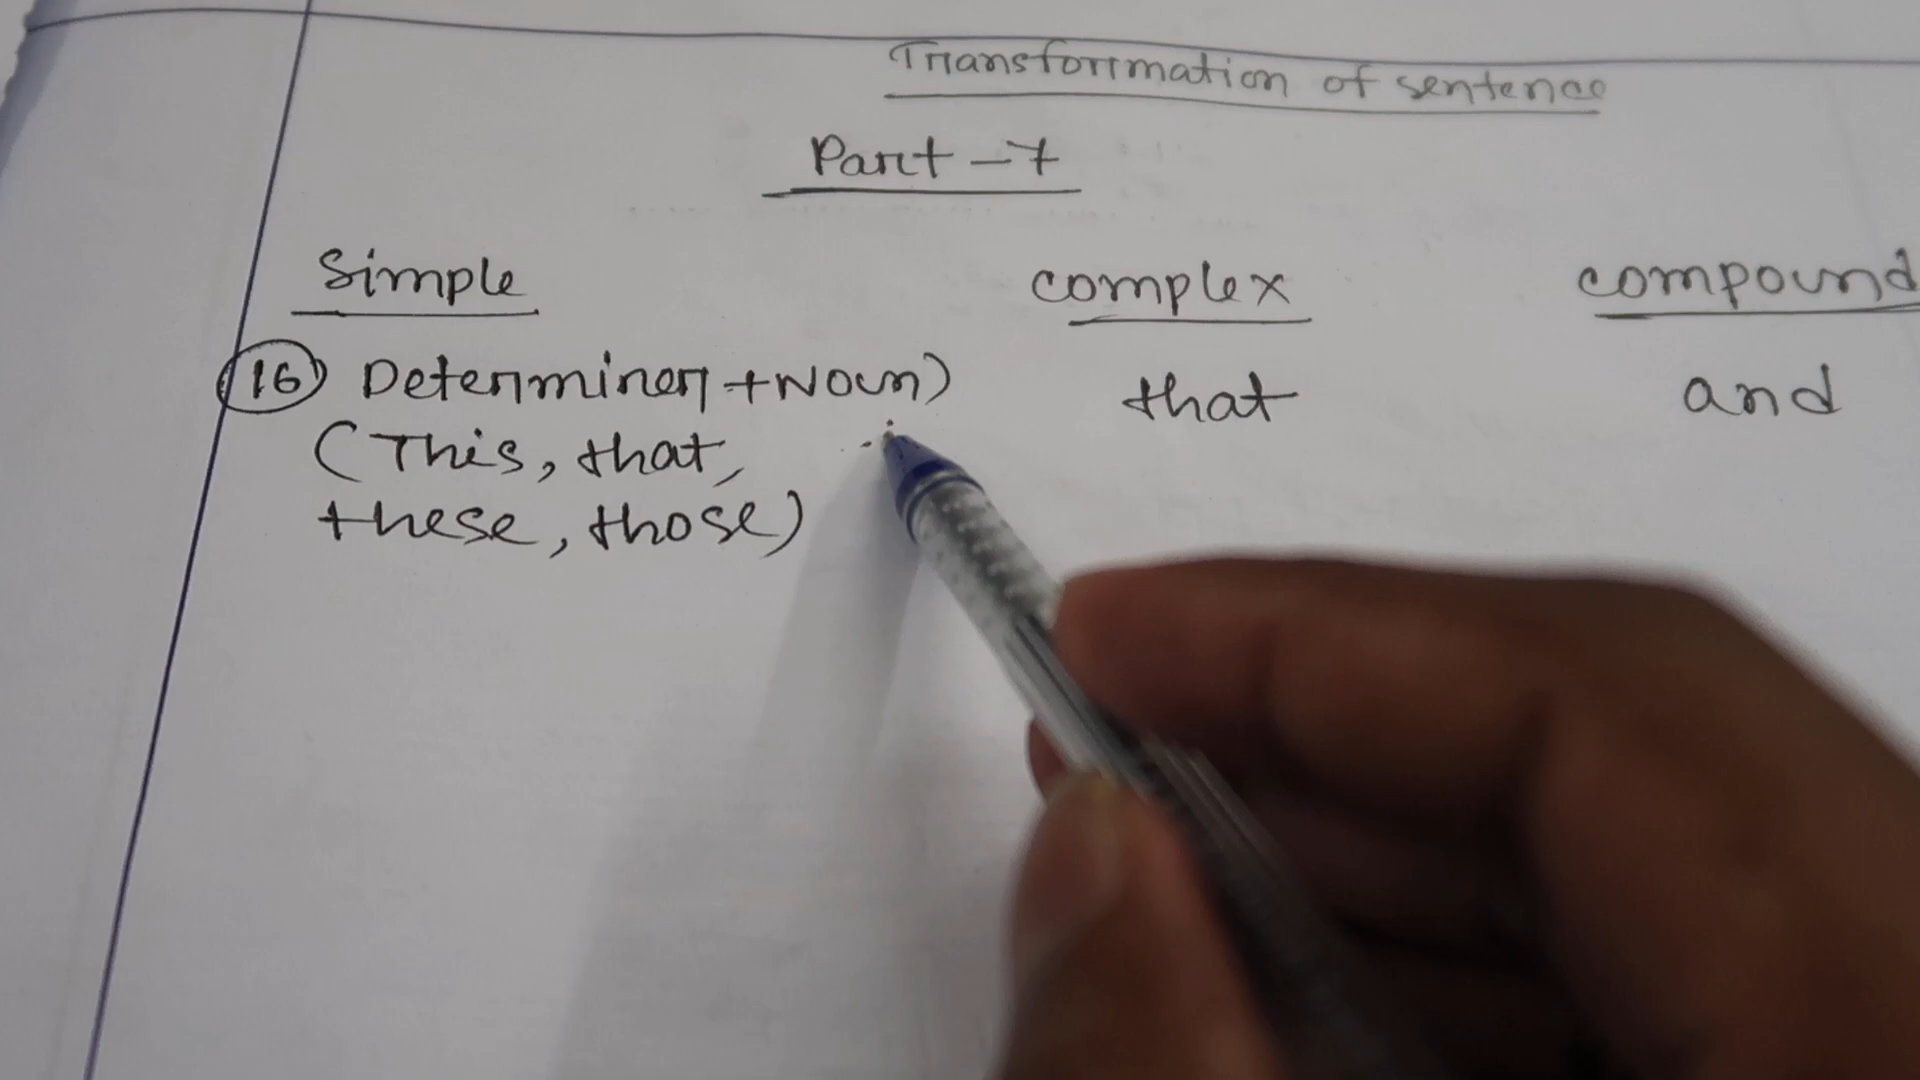 Transformation of sentence
Part-7
Simple complex compound
16 Determiner + Noun) that and
(This, that,
these, those)